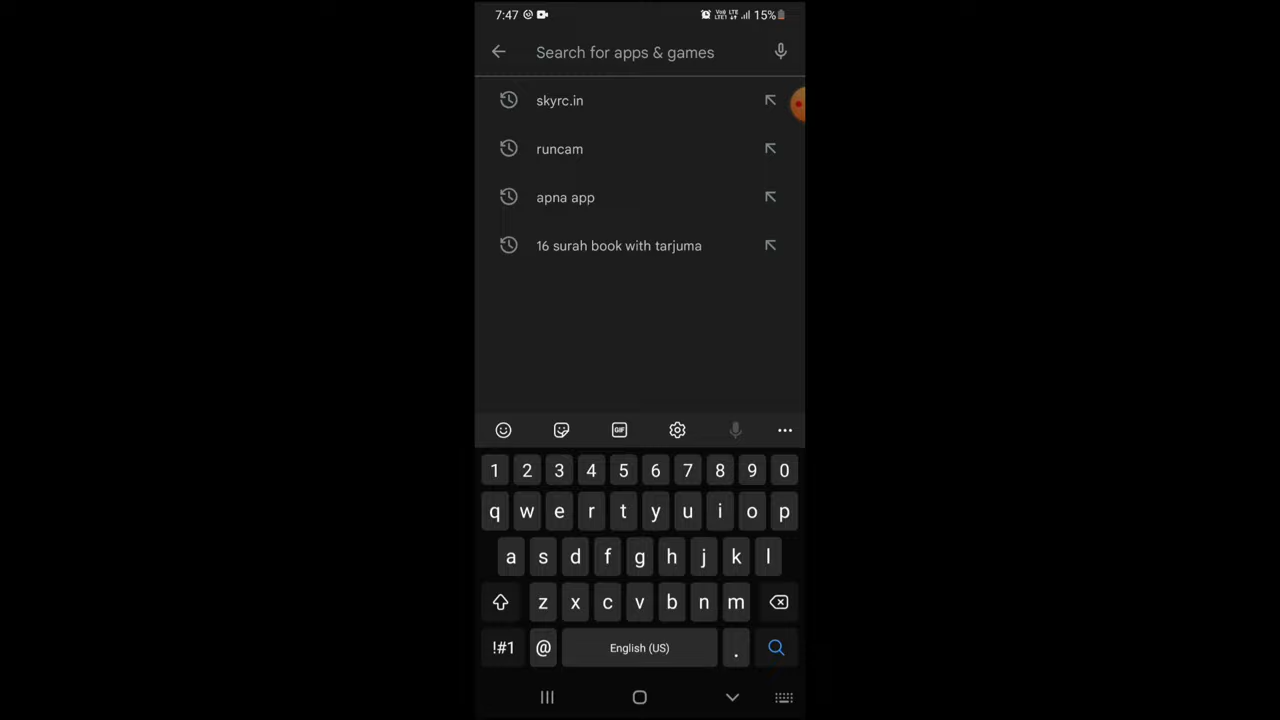 7:47 15%
Search for apps & games
skyrc.in
runcam
apna app
16 surah book with tarjuma
GIF
1 2 3 4 5 6 7 8 9 0
q w e r t y u i o p
a s d f g h j k l
z x c v b n m
!#1 @ English (US) .